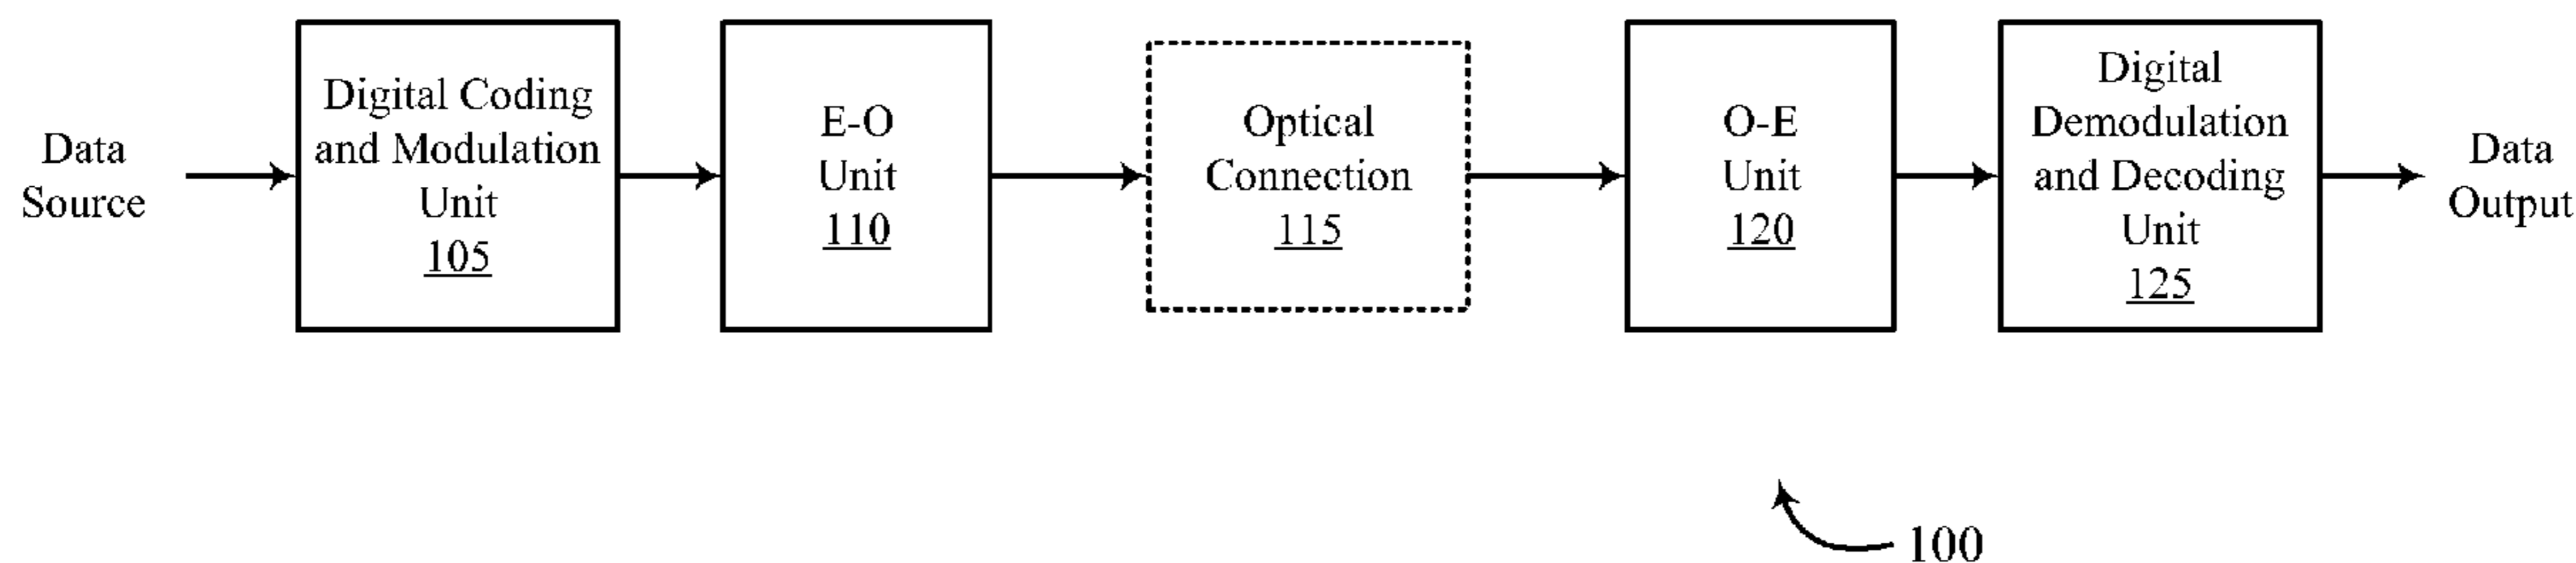 Data
Source
Digital Coding
and Modulation
Unit
105
E-O
Unit
110
Optical
Connection
115
O-E
Unit
120
Digital
Demodulation
and Decoding
Unit
125
Data
Output
100